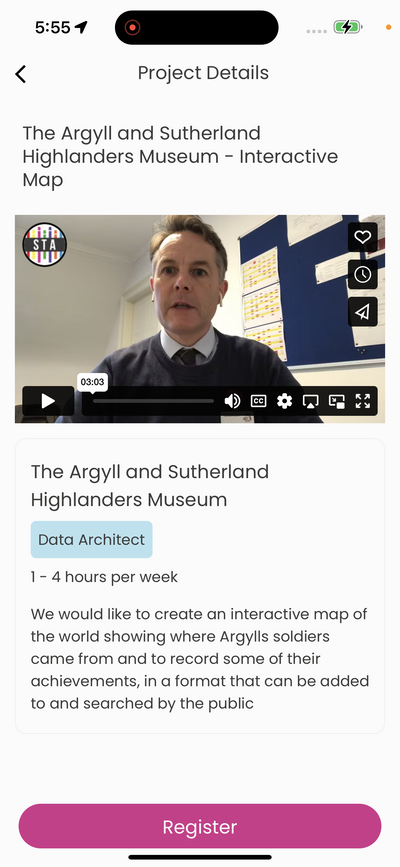 5:55
Project Details
The Argyll and Sutherland
Highlanders Museum - Interactive
Map
STA
03:03
CC
The Argyll and Sutherland
Highlanders Museum
Data Architect
1 - 4 hours per week
We would like to create an interactive map of
the world showing where Argylls soldiers
came from and to record some of their
achievements, in a format that can be added
to and searched by the public
Register